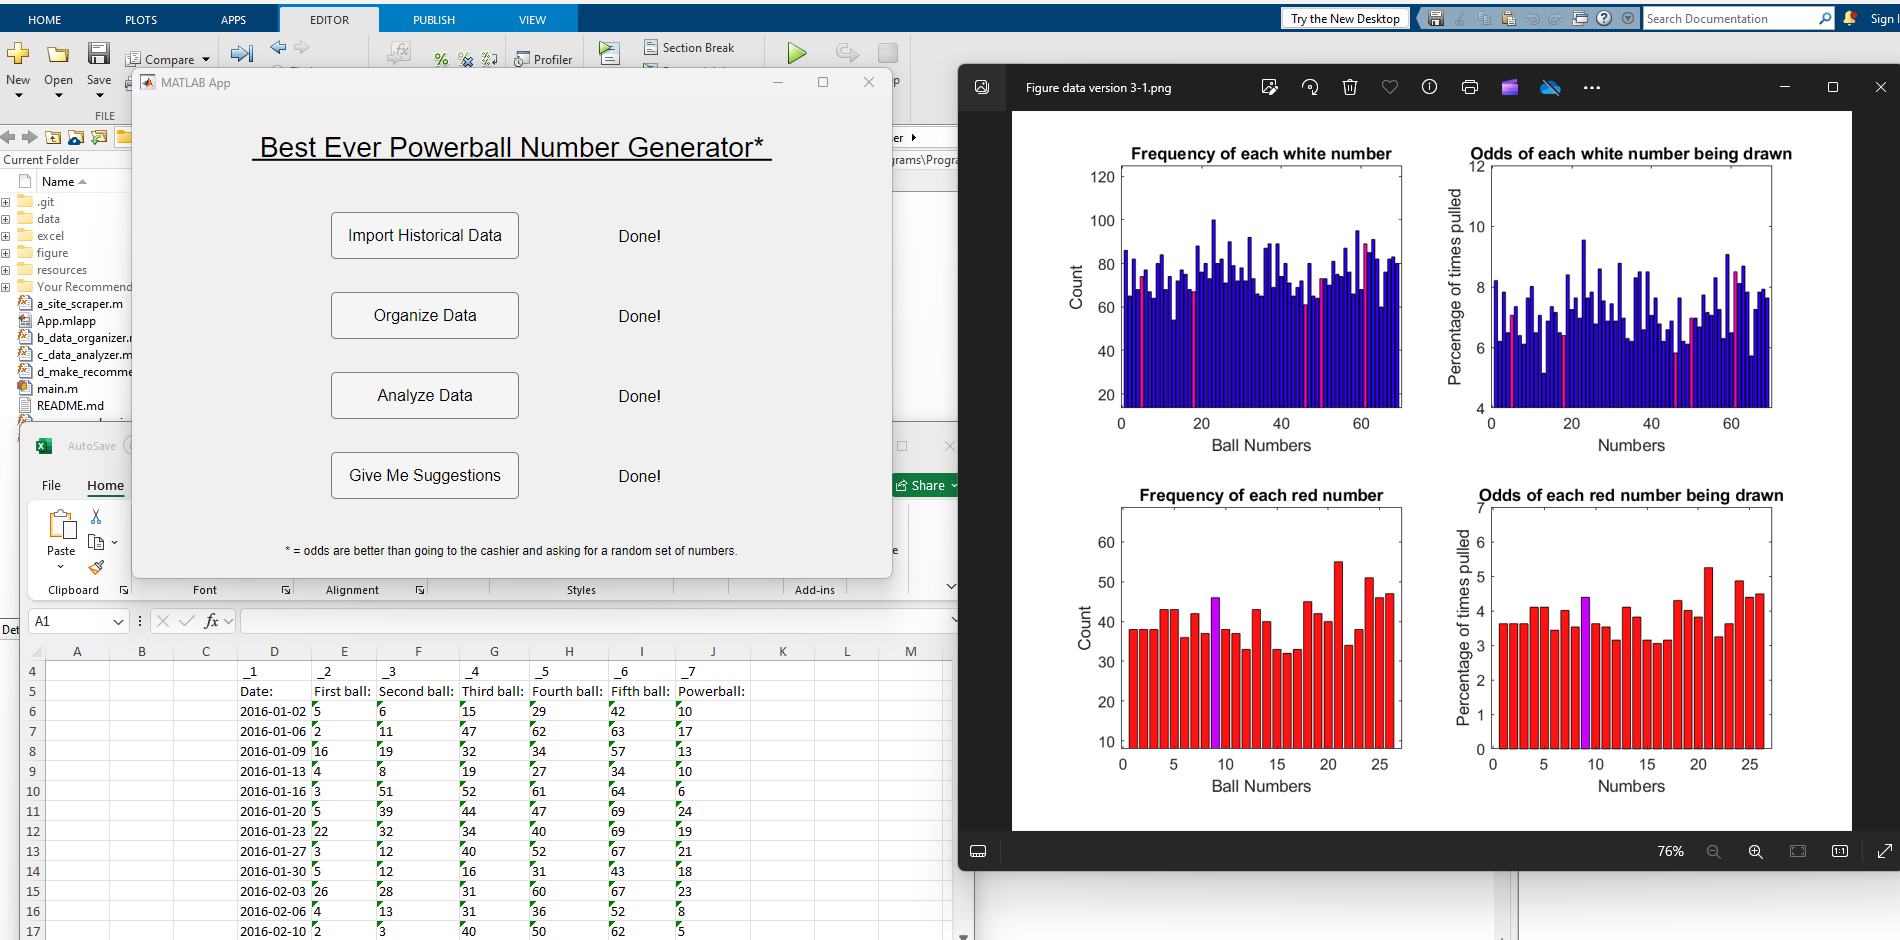 HOME PLOTS APPS EDITOR PUBLISH VIEW Try the New Desktop Search Documentation Sign
New Open Save Compare Profiler Section Break
FILE
Current Folder
Name
.git
data
excel
figure
resources
Your Recommend
a_site_scraper.m
App.mlapp
b_data_organizer.
c_data_analyzer.m
d_make_recomme
main.m
README.md
MATLAB App
Best Ever Powerball Number Generator*
Import Historical Data Done!
Organize Data Done!
Analyze Data Done!
Give Me Suggestions Done!
* = odds are better than going to the cashier and asking for a random set of numbers.
AutoSave
File Home Share
Paste
Clipboard Font Alignment Styles Add-ins
A1 fx
A B C D E F G H I J K L M
4 _1 _2 _3 _4 _5 _6 _7
5 Date: First ball: Second ball: Third ball: Fourth ball: Fifth ball: Powerball:
6 2016-01-02 5 6 15 29 42 10
7 2016-01-06 2 11 47 62 63 17
8 2016-01-09 16 19 32 34 57 13
9 2016-01-13 4 8 19 27 34 10
10 2016-01-16 3 51 52 61 64 6
11 2016-01-20 5 39 44 47 69 24
12 2016-01-23 22 32 34 40 69 19
13 2016-01-27 3 12 40 52 67 21
14 2016-01-30 5 12 16 31 43 18
15 2016-02-03 26 28 31 60 67 23
16 2016-02-06 4 13 31 36 52 8
17 2016-02-10 2 3 40 50 62 5
Figure data version 3-1.png
Frequency of each white number
120
100
80
60
40
20
0 20 40 60
Count
Ball Numbers
Odds of each white number being drawn
12
10
8
6
4
0 20 40 60
Percentage of times pulled
Numbers
Frequency of each red number
60
50
40
30
20
10
0 5 10 15 20 25
Count
Ball Numbers
Odds of each red number being drawn
7
6
5
4
3
2
1
0
0 5 10 15 20 25
Percentage of times pulled
Numbers
76%